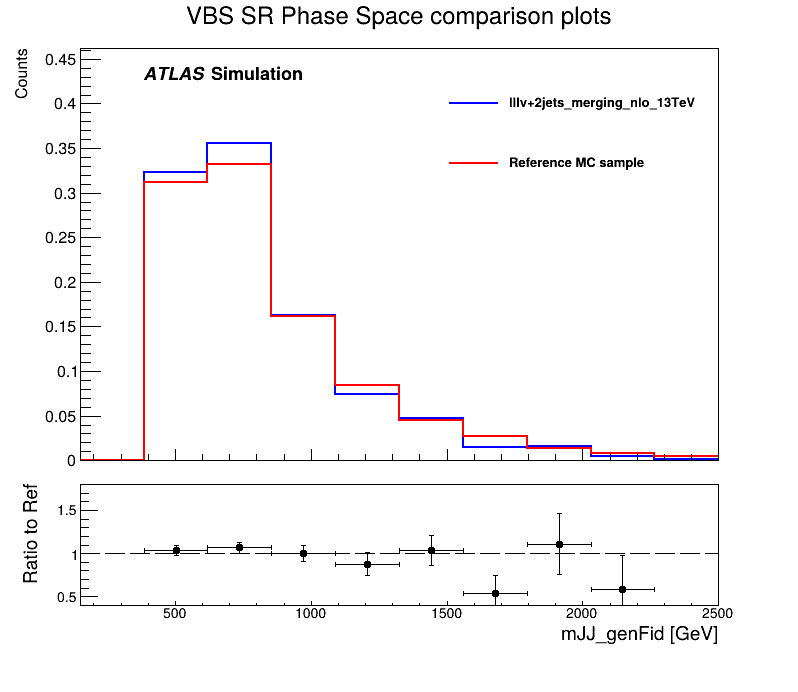 VBS SR Phase Space comparison plots
Counts
ATLAS Simulation
lllv+2jets_merging_nlo_13TeV
Reference MC sample
0.45
0.4
0.35
0.3
0.25
0.2
0.15
0.1
0.05
0
Ratio to Ref
1.5
1
0.5
500 1000 1500 2000 2500
mJJ_genFid [GeV]